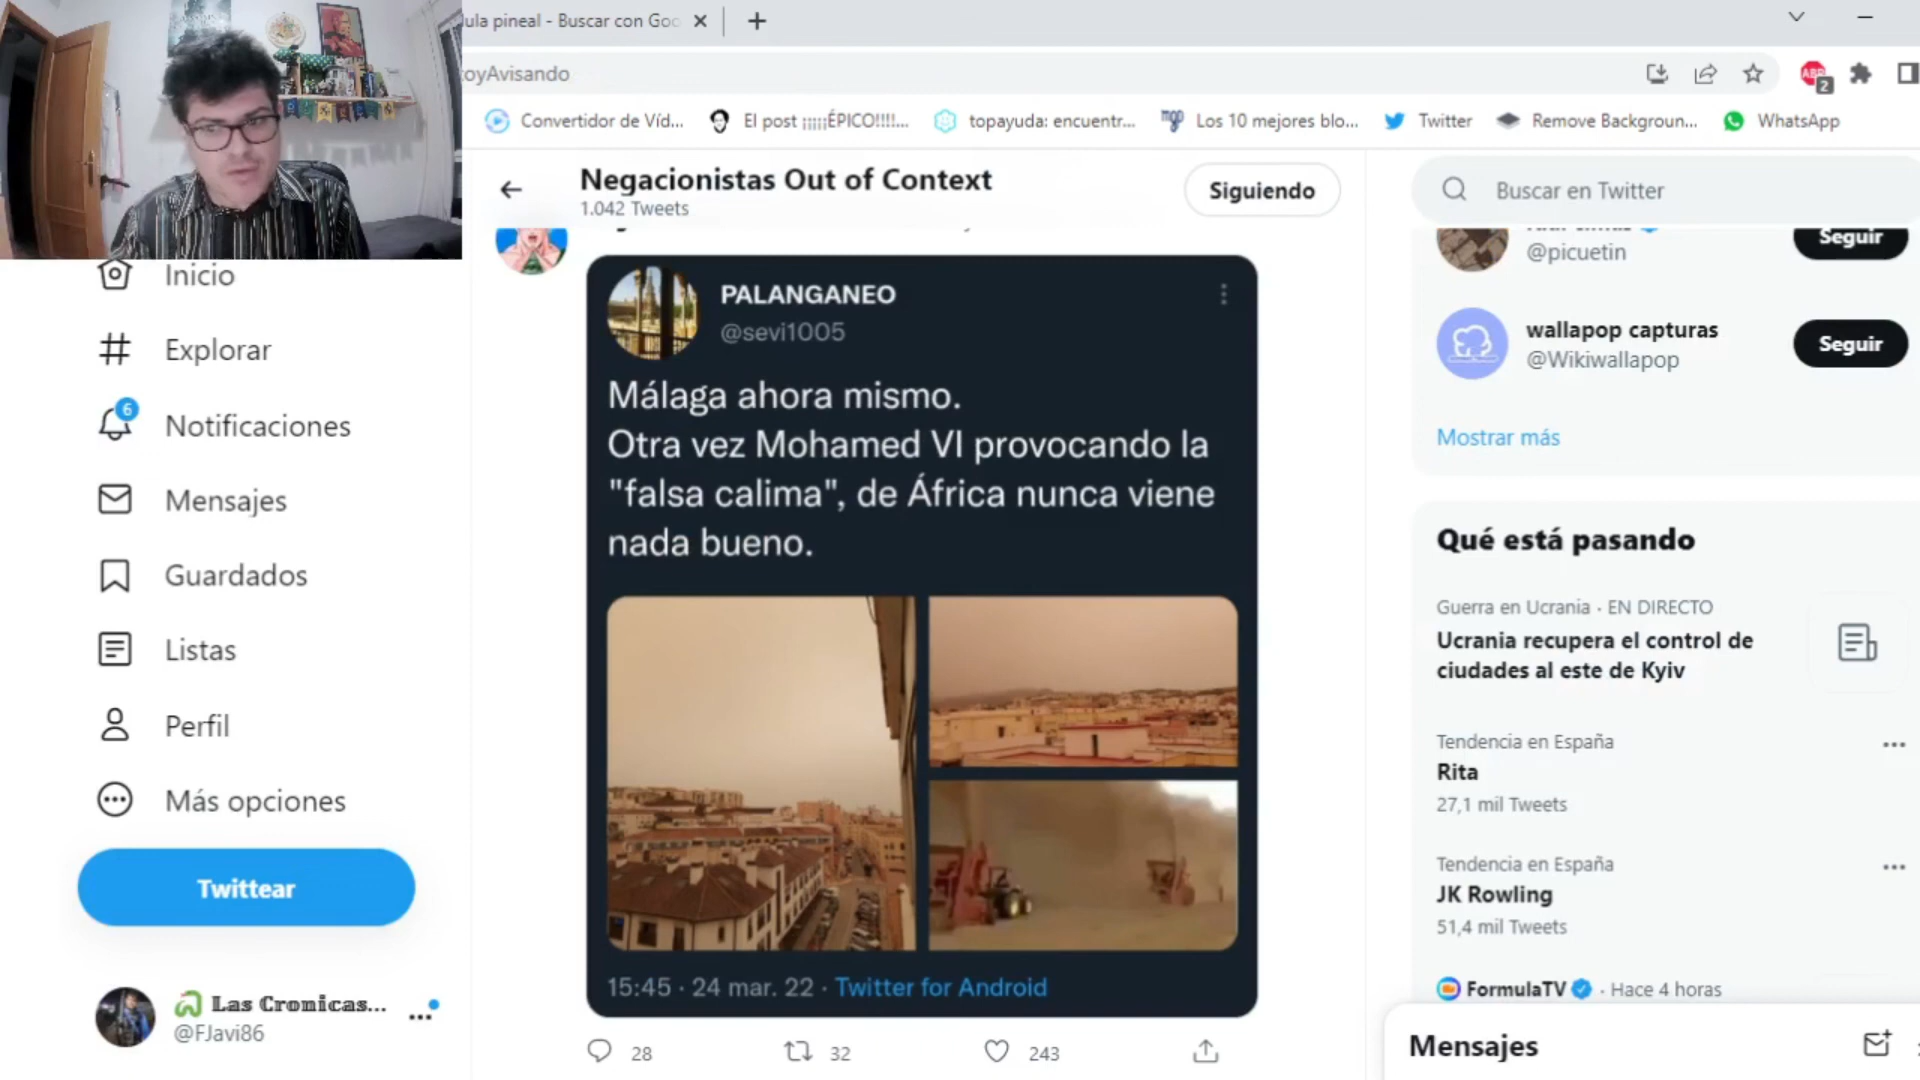 ula pineal - Buscar con Goo
oyAvisando
ABP
2
Convertidor de Víd...
El post ¡¡¡¡¡ÉPICO!!!!...
topayuda: encuentr...
Los 10 mejores blo...
Twitter
Remove Backgroun...
WhatsApp
Negacionistas Out of Context
1.042 Tweets
Siguiendo
Buscar en Twitter
Inicio
Explorar
6
Notificaciones
Mensajes
Guardados
Listas
Perfil
Más opciones
Twittear
Las Cronicas...
@FJavi86
PALANGANEO
@sevi1005
Málaga ahora mismo.
Otra vez Mohamed VI provocando la
"falsa calima", de África nunca viene
nada bueno.
15:45 · 24 mar. 22 · Twitter for Android
28
32
243
@picuetin
Seguir
wallapop capturas
@Wikiwallapop
Seguir
Mostrar más
Qué está pasando
Guerra en Ucrania · EN DIRECTO
Ucrania recupera el control de
ciudades al este de Kyiv
Tendencia en España
Rita
27,1 mil Tweets
Tendencia en España
JK Rowling
51,4 mil Tweets
FormulaTV · Hace 4 horas
Mensajes